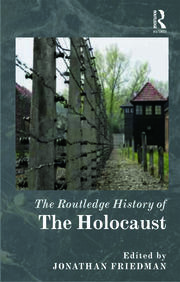 R
ROUTLEDGE
The Routledge History of
The Holocaust
Edited by
JONATHAN FRIEDMAN